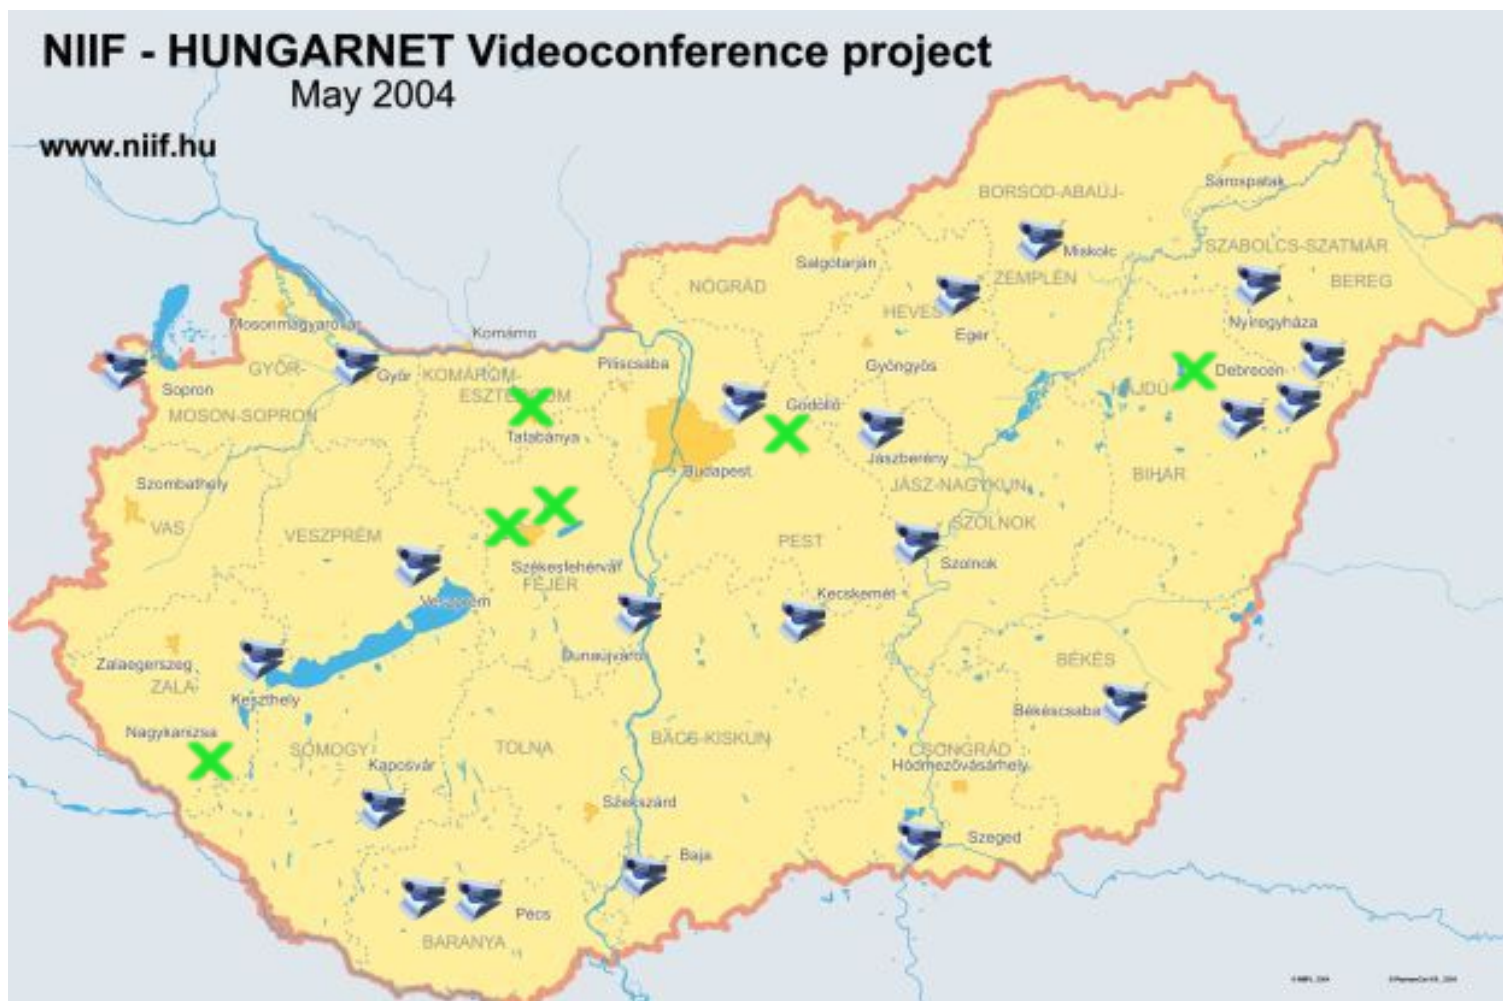 NIIF - HUNGARNET Videoconference project
May 2004
www.niif.hu
BORSOD-ABAÚJ-
Sárospatak
Miskolc
SZABOLCS-SZATMÁR
Salgótarján
ZEMPLÉN
BEREG
NÓGRÁD
HEVES
Nyíregyháza
Mosonmagyaróvár
Komárno
Eger
Sopron
GYŐR-
Győr
KOMÁROM-
Piliscsaba
Gyöngyös
Debrecen
HAJDÚ-
ESZTERGOM
MOSON-SOPRON
Gödöllő
Tatabánya
Jászberény
Budapest
BIHAR
Szombathely
JÁSZ-NAGYKUN-
VAS
VESZPRÉM
SZOLNOK
PEST
Székesfehérvár
Szolnok
FEJÉR
Kecskemét
Veszprém
Dunaújváros
Zalaegerszeg
BÉKÉS
ZALA
Keszthely
Békéscsaba
Nagykanizsa
SOMOGY
TOLNA
BÁCS-KISKUN
CSONGRÁD
Kaposvár
Hódmezővásárhely
Szekszárd
Szeged
Baja
Pécs
BARANYA